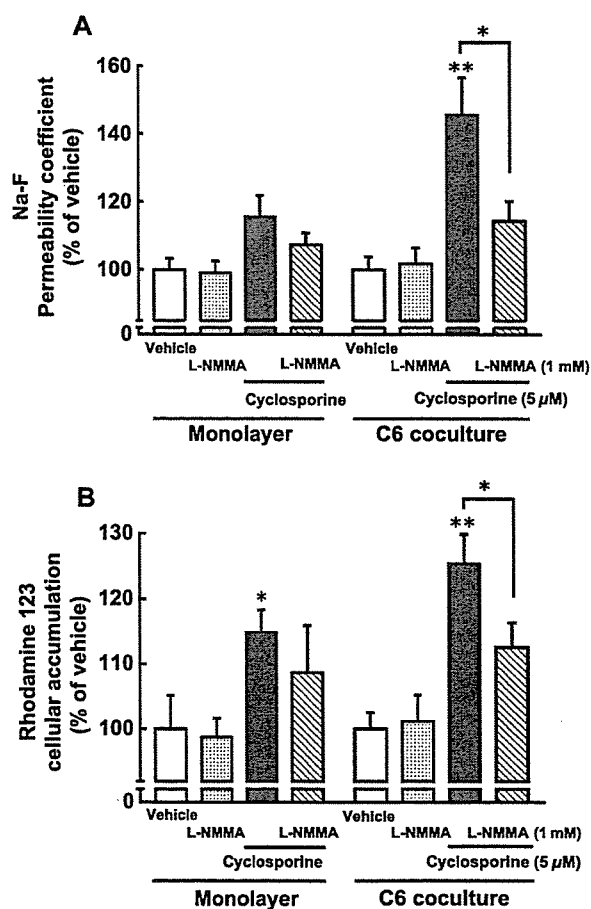 A
Na-F
Permeability coefficient
(% of vehicle)
160
140
120
100
0
**
*
Vehicle
L-NMMA
L-NMMA
Cyclosporine
Monolayer
Vehicle
L-NMMA
L-NMMA (1 mM)
Cyclosporine (5 µM)
C6 coculture
B
Rhodamine 123
cellular accumulation
(% of vehicle)
130
120
110
100
0
*
**
*
Vehicle
L-NMMA
L-NMMA
Cyclosporine
Monolayer
Vehicle
L-NMMA
L-NMMA (1 mM)
Cyclosporine (5 µM)
C6 coculture